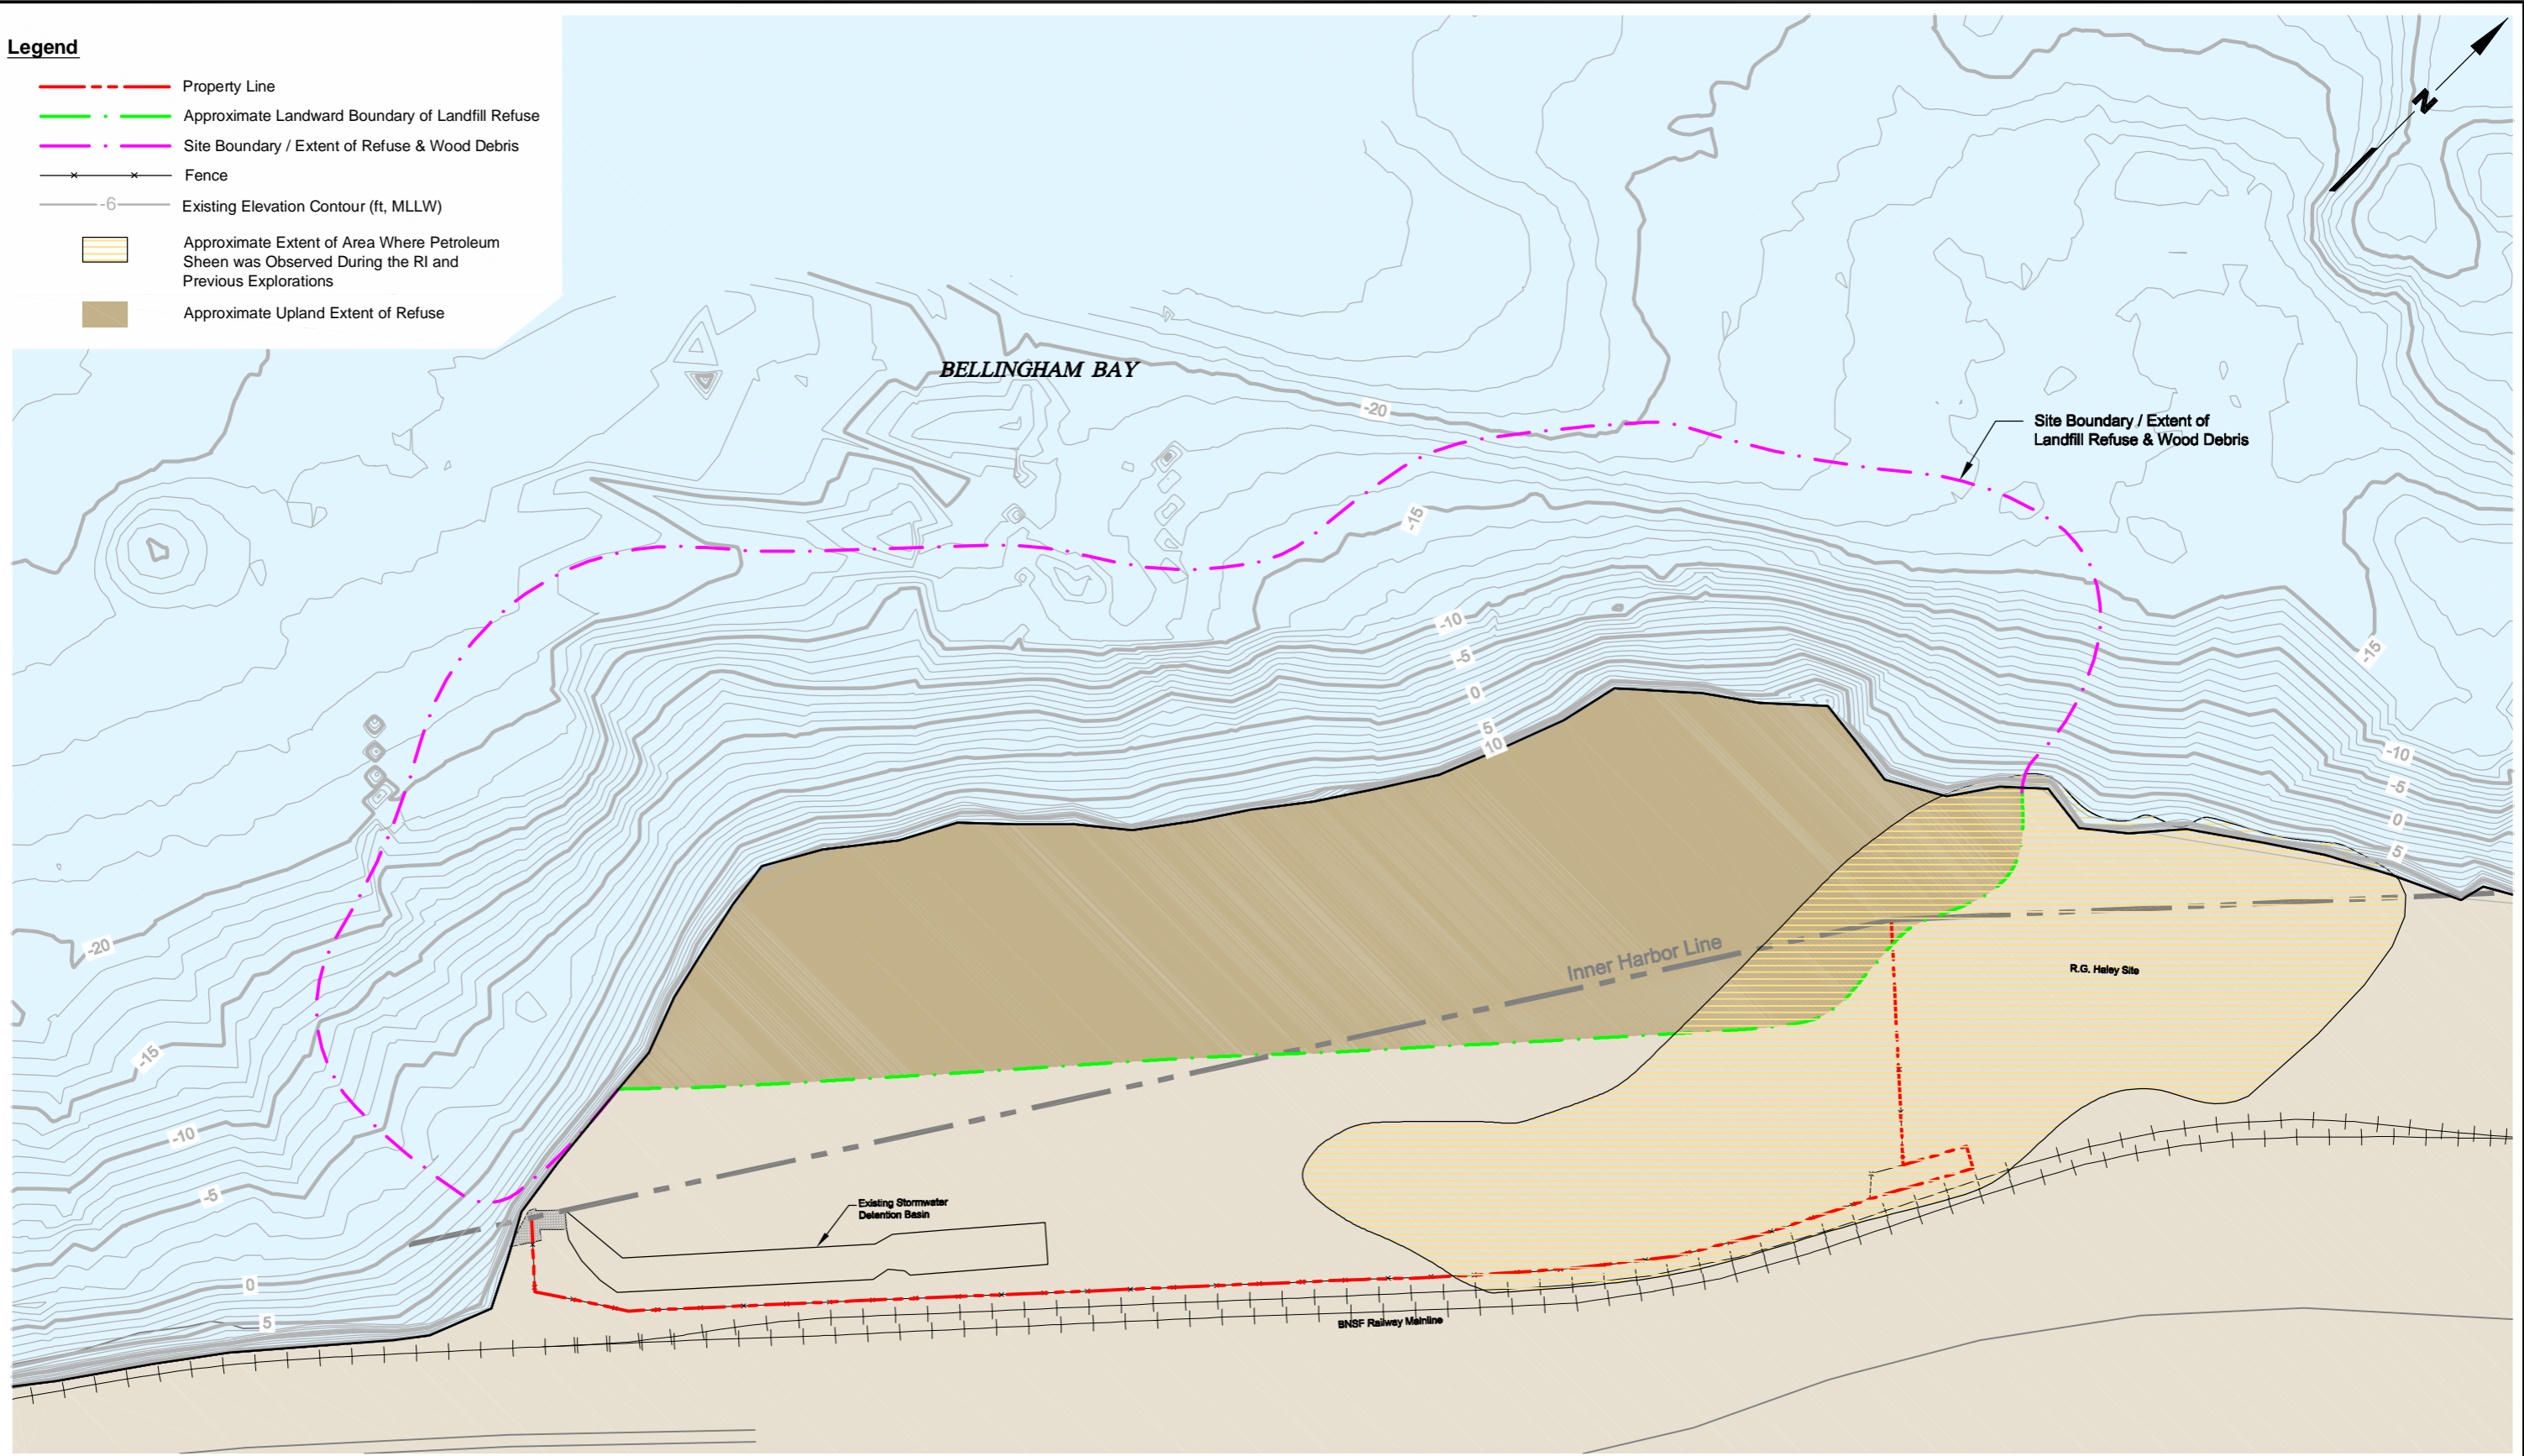 Legend
Property Line
Approximate Landward Boundary of Landfill Refuse
Site Boundary / Extent of Refuse & Wood Debris
Fence
-6
Existing Elevation Contour (ft, MLLW)
Approximate Extent of Area Where Petroleum
Sheen was Observed During the RI and
Previous Explorations
Approximate Upland Extent of Refuse
N
BELLINGHAM BAY
-20
Site Boundary / Extent of
Landfill Refuse & Wood Debris
-15
-10
-5
0
5
10
-15
-10
-5
0
5
Inner Harbor Line
R.G. Haley Site
-20
-15
-10
-5
0
5
Existing Stormwater
Detention Basin
BNSF Railway Mainline